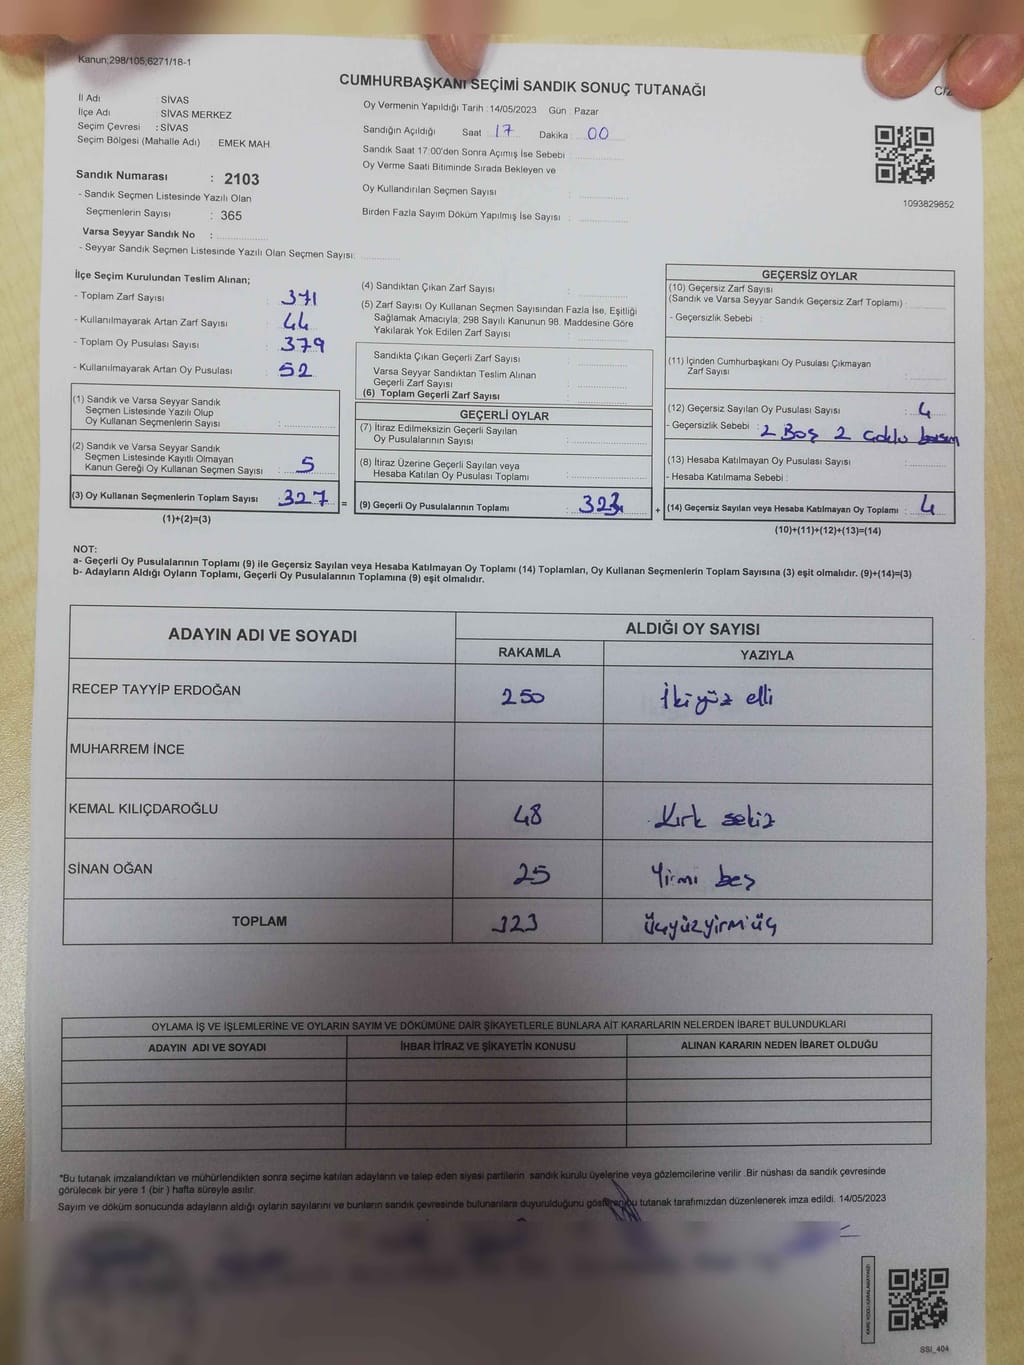 Kanun;298/105;6271/18-1
CUMHURBAŞKANI SEÇİMİ SANDIK SONUÇ TUTANAĞI
İl Adı : SİVAS
İlçe Adı : SİVAS MERKEZ
Seçim Çevresi : SİVAS
Seçim Bölgesi (Mahalle Adı) : EMEK MAH.
Sandık Numarası : 2103
- Sandık Seçmen Listesinde Yazılı Olan
Seçmenlerin Sayısı : 365
Varsa Seyyar Sandık No :
- Seyyar Sandık Seçmen Listesinde Yazılı Olan Seçmen Sayısı:
Oy Vermenin Yapıldığı Tarih : 14/05/2023 Gün : Pazar
Sandığın Açıldığı Saat : 17 Dakika : 00
Sandık Saat 17:00'den Sonra Açımış İse Sebebi :
Oy Verme Saati Bitiminde Sırada Bekleyen ve
Oy Kullandırılan Seçmen Sayısı :
Birden Fazla Sayım Döküm Yapılmış İse Sayısı :
1093829852
İlçe Seçim Kurulundan Teslim Alınan;
- Toplam Zarf Sayısı : 371
- Kullanılmayarak Artan Zarf Sayısı : 44
- Toplam Oy Pusulası Sayısı : 379
- Kullanılmayarak Artan Oy Pusulası : 52
(1) Sandık ve Varsa Seyyar Sandık
Seçmen Listesinde Yazılı Olup
Oy Kullanan Seçmenlerin Sayısı :
(2) Sandık ve Varsa Seyyar Sandık
Seçmen Listesinde Kayıtlı Olmayan
Kanun Gereği Oy Kullanan Seçmen Sayısı : 5
(3) Oy Kullanan Seçmenlerin Toplam Sayısı : 327 =
(1)+(2)=(3)
(4) Sandıktan Çıkan Zarf Sayısı :
(5) Zarf Sayısı Oy Kullanan Seçmen Sayısından Fazla İse, Eşitliği
Sağlamak Amacıyla; 298 Sayılı Kanunun 98. Maddesine Göre
Yakılarak Yok Edilen Zarf Sayısı :
Sandıkta Çıkan Geçerli Zarf Sayısı :
Varsa Seyyar Sandıktan Teslim Alınan
Geçerli Zarf Sayısı :
(6) Toplam Geçerli Zarf Sayısı :
GEÇERLİ OYLAR
(7) İtiraz Edilmeksizin Geçerli Sayılan
Oy Pusulalarının Sayısı :
(8) İtiraz Üzerine Geçerli Sayılan veya
Hesaba Katılan Oy Pusulası Toplamı :
(9) Geçerli Oy Pusulalarının Toplamı : 323 +
GEÇERSİZ OYLAR
(10) Geçersiz Zarf Sayısı
(Sandık ve Varsa Seyyar Sandık Geçersiz Zarf Toplamı) :
- Geçersizlik Sebebi :
(11) İçinden Cumhurbaşkanı Oy Pusulası Çıkmayan
Zarf Sayısı :
(12) Geçersiz Sayılan Oy Pusulası Sayısı : 4
- Geçersizlik Sebebi : 2 Boş 2 çoklu basım
(13) Hesaba Katılmayan Oy Pusulası Sayısı :
- Hesaba Katılmama Sebebi :
(14) Geçersiz Sayılan veya Hesaba Katılmayan Oy Toplamı : 4
(10)+(11)+(12)+(13)=(14)
NOT:
a- Geçerli Oy Pusulalarının Toplamı (9) ile Geçersiz Sayılan veya Hesaba Katılmayan Oy Toplamı (14) Toplamları, Oy Kullanan Seçmenlerin Toplam Sayısına (3) eşit olmalıdır. (9)+(14)=(3)
b- Adayların Aldığı Oyların Toplamı, Geçerli Oy Pusulalarının Toplamına (9) eşit olmalıdır.
ADAYIN ADI VE SOYADI ALDIĞI OY SAYISI
RAKAMLA YAZIYLA
RECEP TAYYİP ERDOĞAN 250 İkiyüz elli
MUHARREM İNCE
KEMAL KILIÇDAROĞLU 48 Kırk sekiz
SİNAN OĞAN 25 Yirmi beş
TOPLAM 323 üçyüzyirmiüç
OYLAMA İŞ VE İŞLEMLERİNE VE OYLARIN SAYIM VE DÖKÜMÜNE DAİR ŞİKAYETLERLE BUNLARA AİT KARARLARIN NELERDEN İBARET BULUNDUKLARI
ADAYIN ADI VE SOYADI İHBAR İTİRAZ VE ŞİKAYETİN KONUSU ALINAN KARARIN NEDEN İBARET OLDUĞU
*Bu tutanak imzalandıktan ve mühürlendikten sonra seçime katılan adayların ve talep eden siyasi partilerin sandık kurulu üyelerine veya gözlemcilerine verilir .Bir nüshası da sandık çevresinde
görülecek bir yere 1 (bir ) hafta süreyle asılır.
Sayım ve döküm sonucunda adayların aldığı oyların sayılarını ve bunların sandık çevresinde bulunanlara duyurulduğunu gösteren bu tutanak tarafımızdan düzenlenerek imza edildi. 14/05/2023
SSI_404